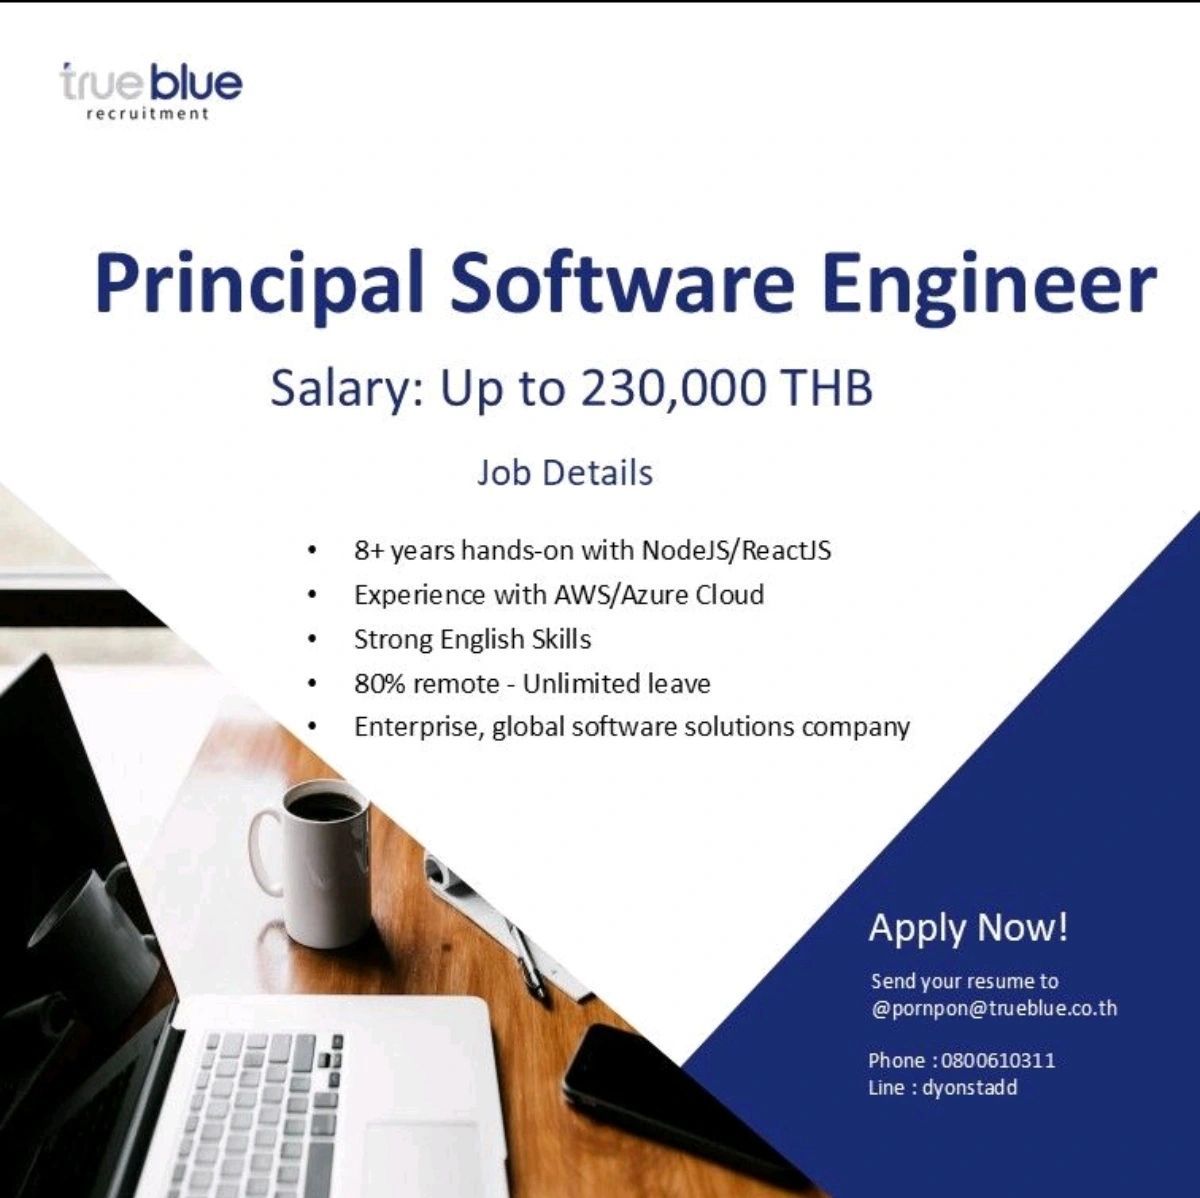 true blue
recruitment
Principal Software Engineer
Salary: Up to 230,000 THB
Job Details
• 8+ years hands-on with NodeJS/ReactJS
• Experience with AWS/Azure Cloud
• Strong English Skills
• 80% remote - Unlimited leave
• Enterprise, global software solutions company
Apply Now!
Send your resume to
@pornpon@trueblue.co.th
Phone : 0800610311
Line : dyonstadd